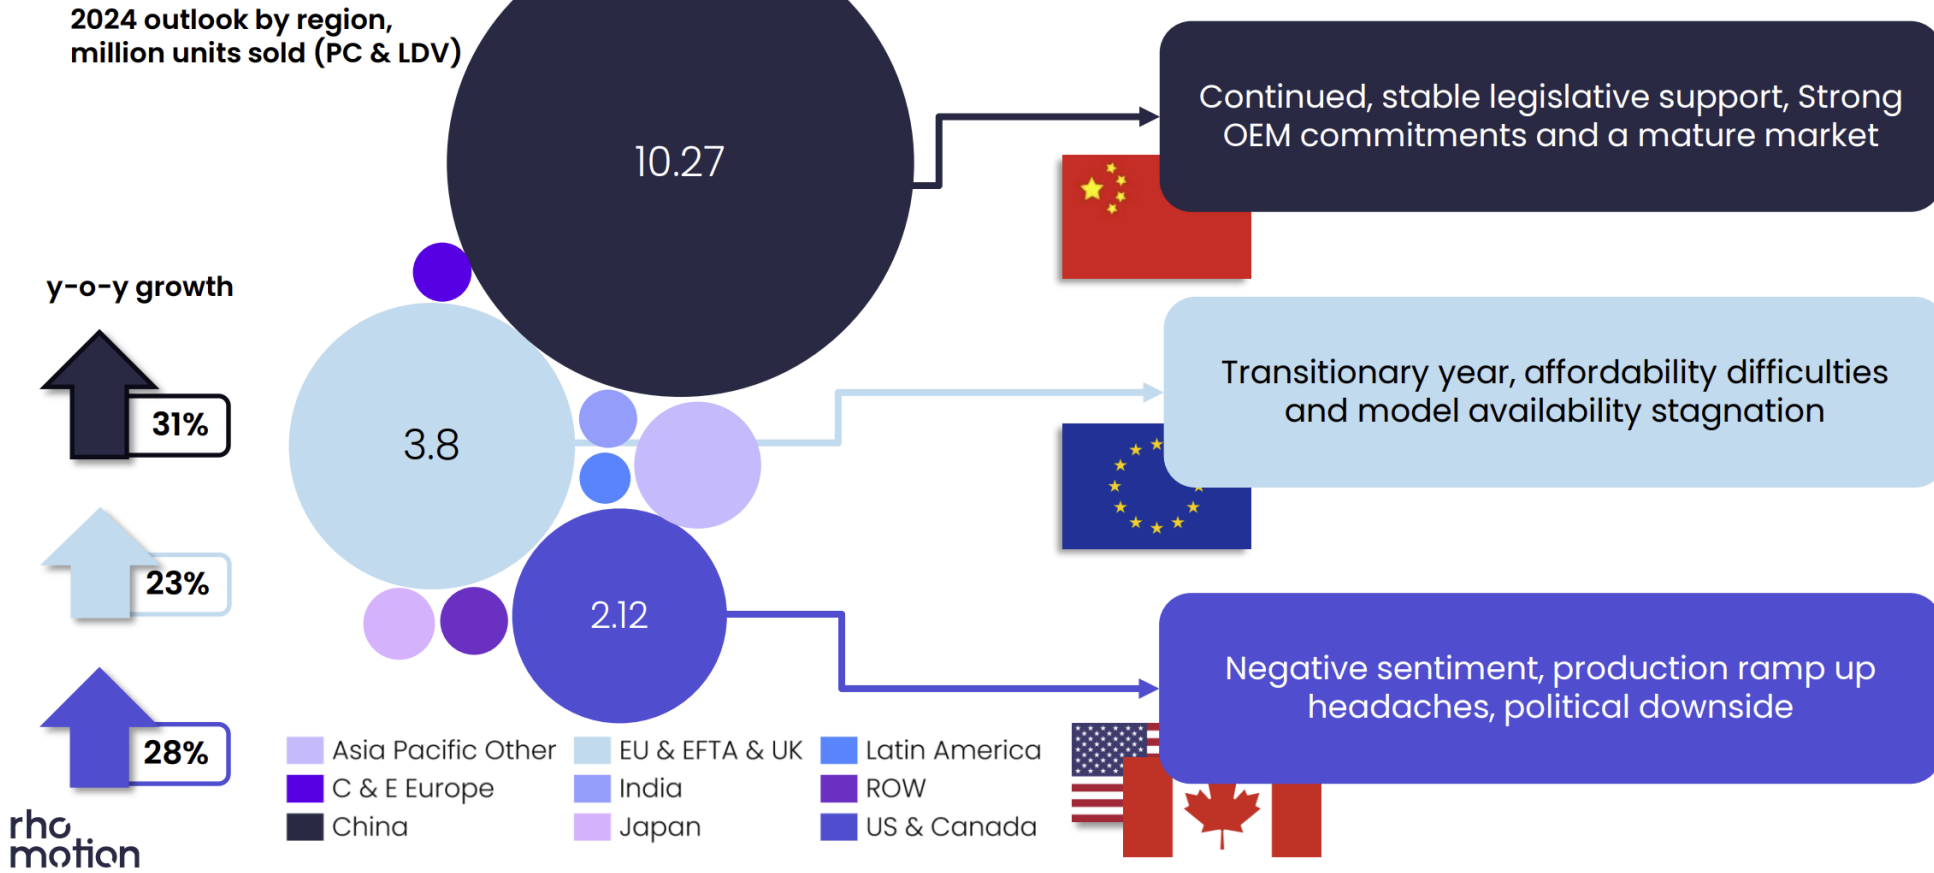 2024 outlook by region,
million units sold (PC & LDV)
10.27
Continued, stable legislative support, Strong
OEM commitments and a mature market
y-o-y growth
31%
3.8
Transitionary year, affordability difficulties
and model availability stagnation
23%
2.12
Negative sentiment, production ramp up
headaches, political downside
28%
Asia Pacific Other
EU & EFTA & UK
Latin America
C & E Europe
India
ROW
China
Japan
US & Canada
rho
motion